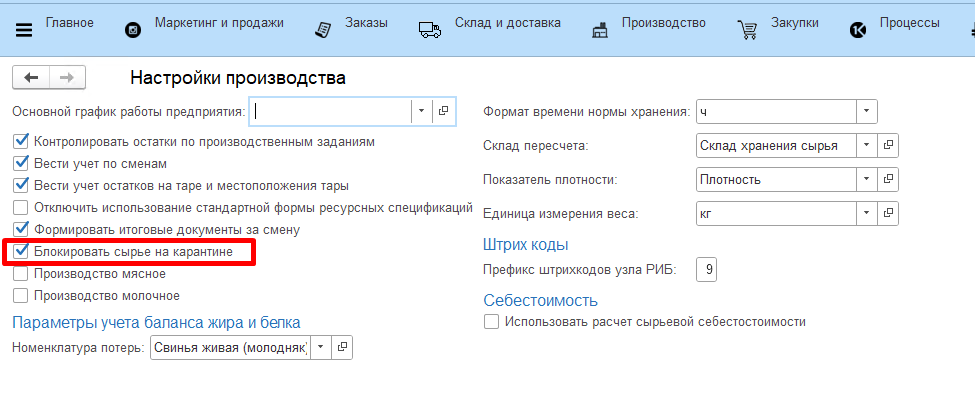 Главное Маркетинг и продажи Заказы Склад и доставка Производство Закупки Процессы
Настройки производства
Основной график работы предприятия:
Контролировать остатки по производственным заданиям
Вести учет по сменам
Вести учет остатков на таре и местоположения тары
Отключить использование стандартной формы ресурсных спецификаций
Формировать итоговые документы за смену
Блокировать сырье на карантине
Производство мясное
Производство молочное
Параметры учета баланса жира и белка
Номенклатура потерь: Свинья живая (молодняк)
Формат времени нормы хранения: ч
Склад пересчета: Склад хранения сырья
Показатель плотности: Плотность
Единица измерения веса: кг
Штрих коды
Префикс штрихкодов узла РИБ: 9
Себестоимость
Использовать расчет сырьевой себестостоимости